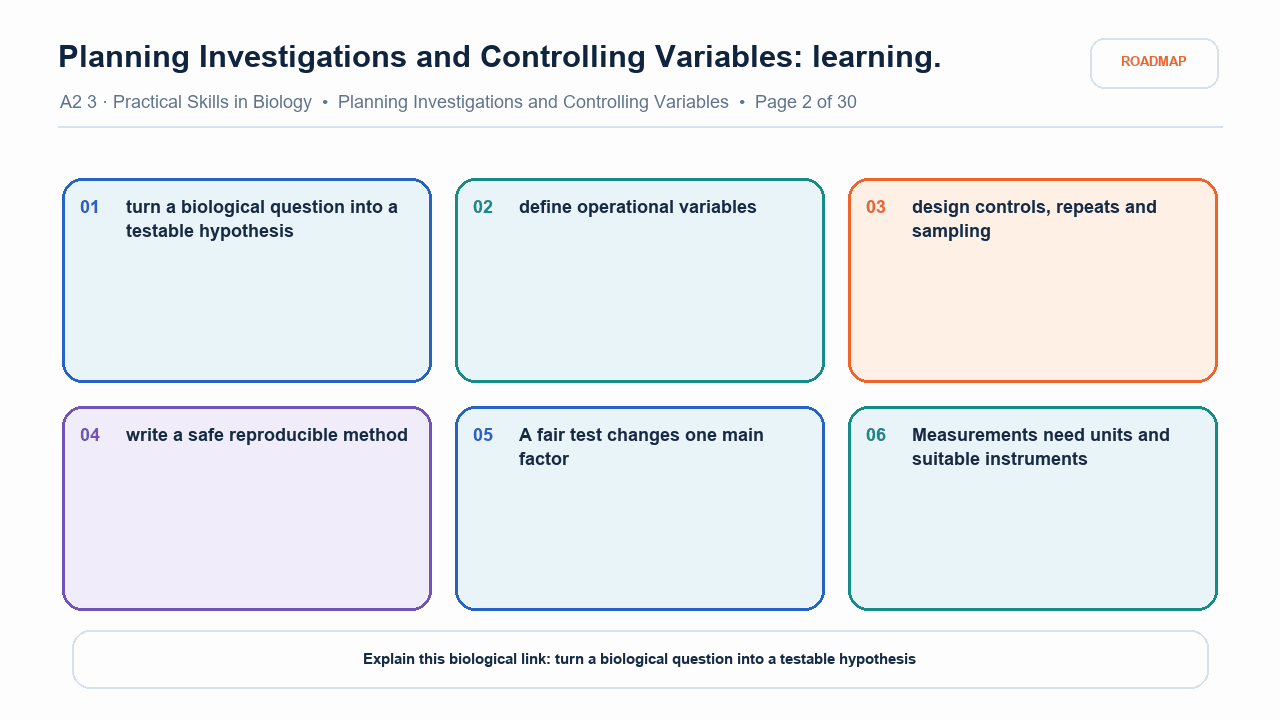 Planning Investigations and Controlling Variables: learning.
ROADMAP
A2 3 · Practical Skills in Biology • Planning Investigations and Controlling Variables • Page 2 of 30
01 turn a biological question into a
testable hypothesis
02 define operational variables
03 design controls, repeats and
sampling
04 write a safe reproducible method
05 A fair test changes one main
factor
06 Measurements need units and
suitable instruments
Explain this biological link: turn a biological question into a testable hypothesis